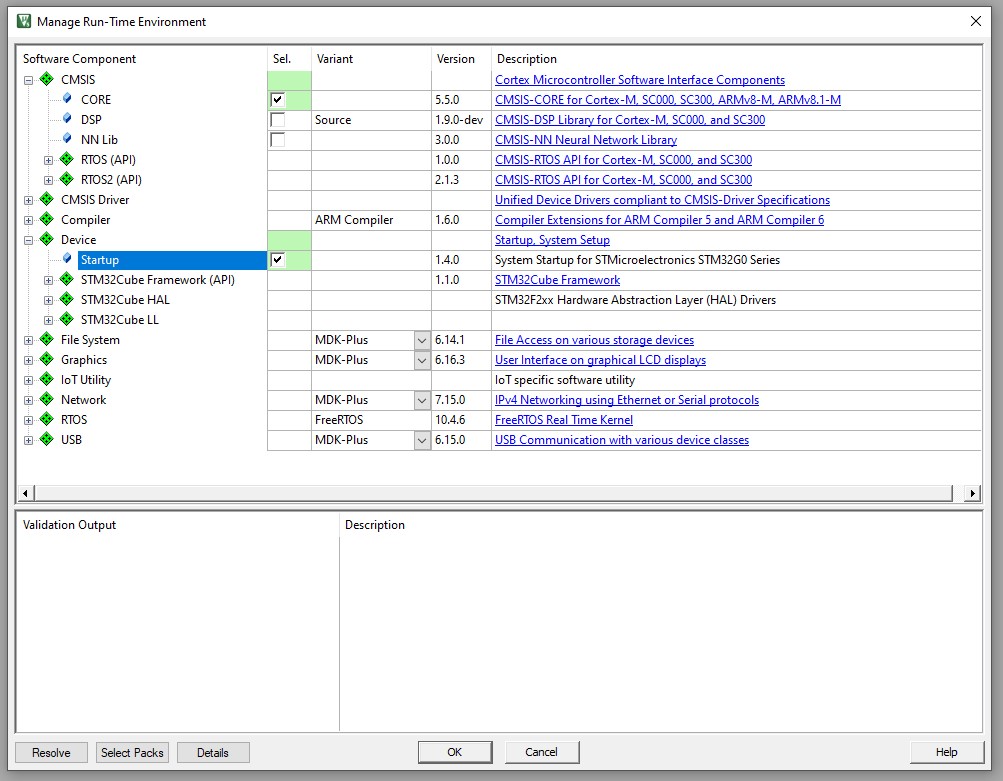 Manage Run-Time Environment
Software Component Sel. Variant Version Description
CMSIS Cortex Microcontroller Software Interface Components
CORE 5.5.0 CMSIS-CORE for Cortex-M, SC000, SC300, ARMv8-M, ARMv8.1-M
DSP Source 1.9.0-dev CMSIS-DSP Library for Cortex-M, SC000, and SC300
NN Lib 3.0.0 CMSIS-NN Neural Network Library
RTOS (API) 1.0.0 CMSIS-RTOS API for Cortex-M, SC000, and SC300
RTOS2 (API) 2.1.3 CMSIS-RTOS API for Cortex-M, SC000, and SC300
CMSIS Driver Unified Device Drivers compliant to CMSIS-Driver Specifications
Compiler ARM Compiler 1.6.0 Compiler Extensions for ARM Compiler 5 and ARM Compiler 6
Device Startup, System Setup
Startup 1.4.0 System Startup for STMicroelectronics STM32G0 Series
STM32Cube Framework (API) 1.1.0 STM32Cube Framework
STM32Cube HAL STM32F2xx Hardware Abstraction Layer (HAL) Drivers
STM32Cube LL
File System MDK-Plus 6.14.1 File Access on various storage devices
Graphics MDK-Plus 6.16.3 User Interface on graphical LCD displays
IoT Utility IoT specific software utility
Network MDK-Plus 7.15.0 IPv4 Networking using Ethernet or Serial protocols
RTOS FreeRTOS 10.4.6 FreeRTOS Real Time Kernel
USB MDK-Plus 6.15.0 USB Communication with various device classes
Validation Output Description
Resolve Select Packs Details OK Cancel Help